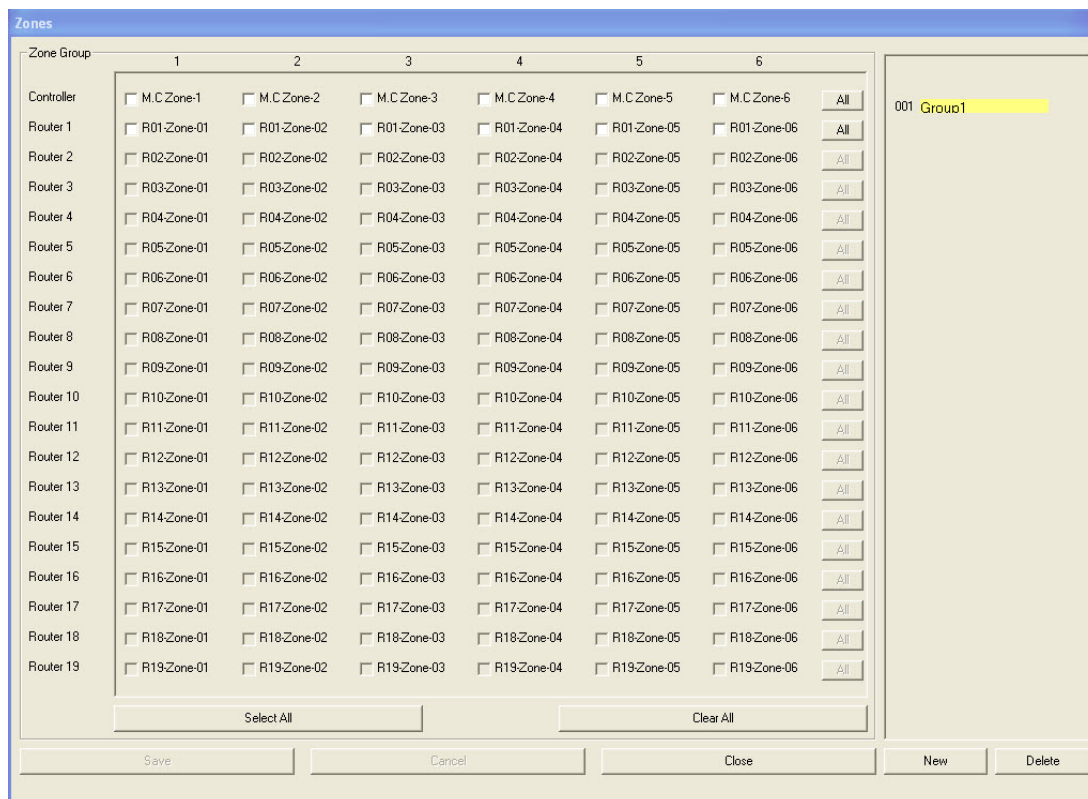 Zones
Zone Group
1 2 3 4 5 6
Controller M.C Zone-1 M.C Zone-2 M.C Zone-3 M.C Zone-4 M.C Zone-5 M.C Zone-6 All
001 Group1
Router 1 R01-Zone-01 R01-Zone-02 R01-Zone-03 R01-Zone-04 R01-Zone-05 R01-Zone-06 All
Router 2 R02-Zone-01 R02-Zone-02 R02-Zone-03 R02-Zone-04 R02-Zone-05 R02-Zone-06 All
Router 3 R03-Zone-01 R03-Zone-02 R03-Zone-03 R03-Zone-04 R03-Zone-05 R03-Zone-06 All
Router 4 R04-Zone-01 R04-Zone-02 R04-Zone-03 R04-Zone-04 R04-Zone-05 R04-Zone-06 All
Router 5 R05-Zone-01 R05-Zone-02 R05-Zone-03 R05-Zone-04 R05-Zone-05 R05-Zone-06 All
Router 6 R06-Zone-01 R06-Zone-02 R06-Zone-03 R06-Zone-04 R06-Zone-05 R06-Zone-06 All
Router 7 R07-Zone-01 R07-Zone-02 R07-Zone-03 R07-Zone-04 R07-Zone-05 R07-Zone-06 All
Router 8 R08-Zone-01 R08-Zone-02 R08-Zone-03 R08-Zone-04 R08-Zone-05 R08-Zone-06 All
Router 9 R09-Zone-01 R09-Zone-02 R09-Zone-03 R09-Zone-04 R09-Zone-05 R09-Zone-06 All
Router 10 R10-Zone-01 R10-Zone-02 R10-Zone-03 R10-Zone-04 R10-Zone-05 R10-Zone-06 All
Router 11 R11-Zone-01 R11-Zone-02 R11-Zone-03 R11-Zone-04 R11-Zone-05 R11-Zone-06 All
Router 12 R12-Zone-01 R12-Zone-02 R12-Zone-03 R12-Zone-04 R12-Zone-05 R12-Zone-06 All
Router 13 R13-Zone-01 R13-Zone-02 R13-Zone-03 R13-Zone-04 R13-Zone-05 R13-Zone-06 All
Router 14 R14-Zone-01 R14-Zone-02 R14-Zone-03 R14-Zone-04 R14-Zone-05 R14-Zone-06 All
Router 15 R15-Zone-01 R15-Zone-02 R15-Zone-03 R15-Zone-04 R15-Zone-05 R15-Zone-06 All
Router 16 R16-Zone-01 R16-Zone-02 R16-Zone-03 R16-Zone-04 R16-Zone-05 R16-Zone-06 All
Router 17 R17-Zone-01 R17-Zone-02 R17-Zone-03 R17-Zone-04 R17-Zone-05 R17-Zone-06 All
Router 18 R18-Zone-01 R18-Zone-02 R18-Zone-03 R18-Zone-04 R18-Zone-05 R18-Zone-06 All
Router 19 R19-Zone-01 R19-Zone-02 R19-Zone-03 R19-Zone-04 R19-Zone-05 R19-Zone-06 All
Select All Clear All
Save Cancel Close New Delete